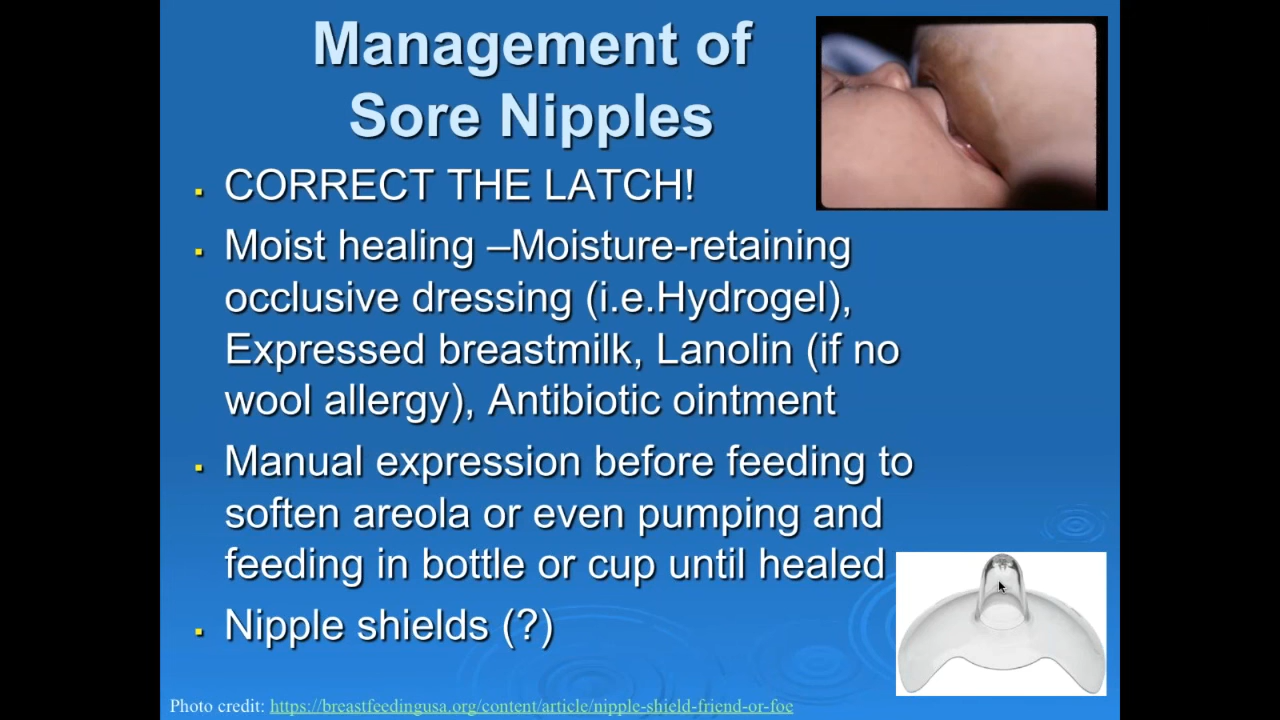 Management of
Sore Nipples
▪ CORRECT THE LATCH!
▪ Moist healing –Moisture-retaining
occlusive dressing (i.e.Hydrogel),
Expressed breastmilk, Lanolin (if no
wool allergy), Antibiotic ointment
▪ Manual expression before feeding to
soften areola or even pumping and
feeding in bottle or cup until healed
▪ Nipple shields (?)
Photo credit: https://breastfeedingusa.org/content/article/nipple-shield-friend-or-foe